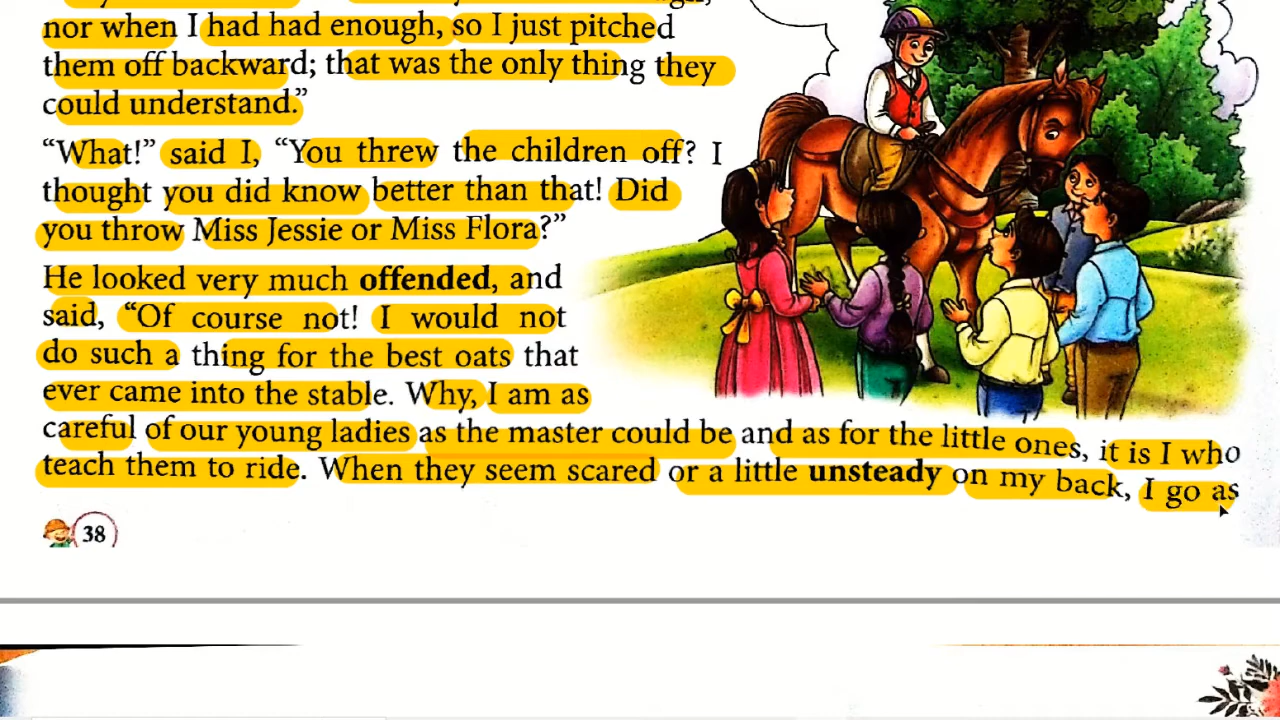 nor when I had had enough, so I just pitched
them off backward; that was the only thing they
could understand.”
“What!” said I, “You threw the children off? I
thought you did know better than that! Did
you throw Miss Jessie or Miss Flora?”
He looked very much offended, and
said, “Of course not! I would not
do such a thing for the best oats that
ever came into the stable. Why, I am as
careful of our young ladies as the master could be and as for the little ones, it is I who
teach them to ride. When they seem scared or a little unsteady on my back, I go as
38